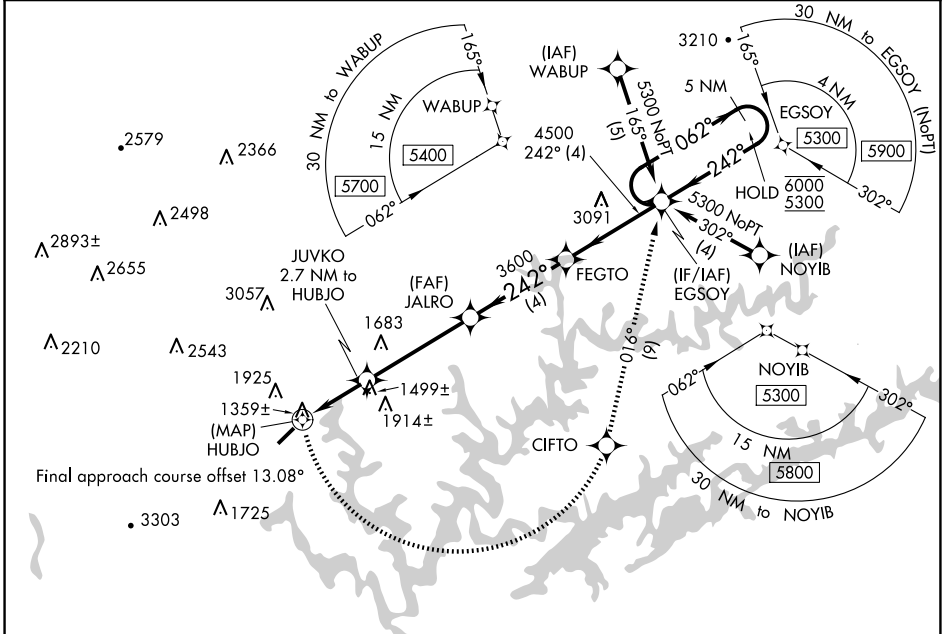 30 NM to WABUP
165°
15 NM
WABUP
5400
5700
062°
(IAF)
WABUP
5300 NoPT
165°
(5)
3210
30 NM to EGSOY (NoPT)
165°
4 NM
EGSOY
5300
5900
302°
5 NM
062°
242°
HOLD
6000
5300
4500
242° (4)
2579
2366
2498
2893±
2655
3091
5300 NoPT
302°
(4)
(IAF)
NOYIB
(IF/IAF)
EGSOY
JUVKO
2.7 NM to
HUBJO
3057
(FAF)
JALRO
3600
242°
(4)
FEGTO
016°
(9)
2210
2543
1683
1925
1499±
1359±
1914±
(MAP)
HUBJO
CIFTO
NOYIB
5300
062°
302°
15 NM
5800
30 NM to NOYIB
Final approach course offset 13.08°
1725
3303